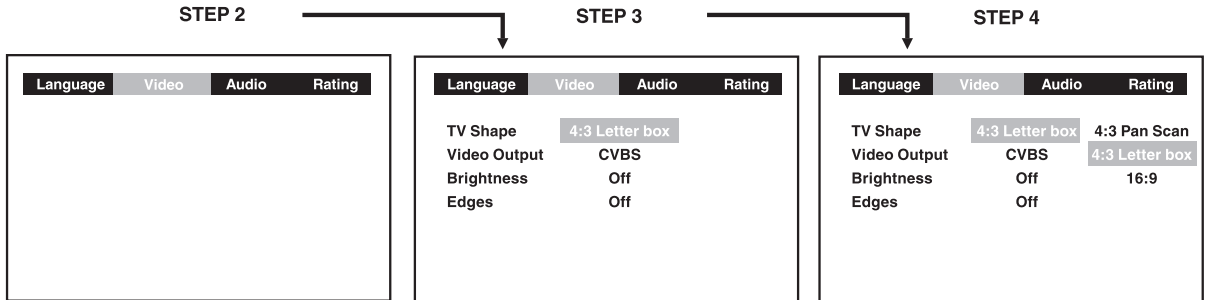 STEP 2
STEP 3
STEP 4
Language Video Audio Rating
Language Video Audio Rating
TV Shape 4:3 Letter box
Video Output CVBS
Brightness Off
Edges Off
Language Video Audio Rating
TV Shape 4:3 Letter box 4:3 Pan Scan
Video Output CVBS 4:3 Letter box
Brightness Off 16:9
Edges Off